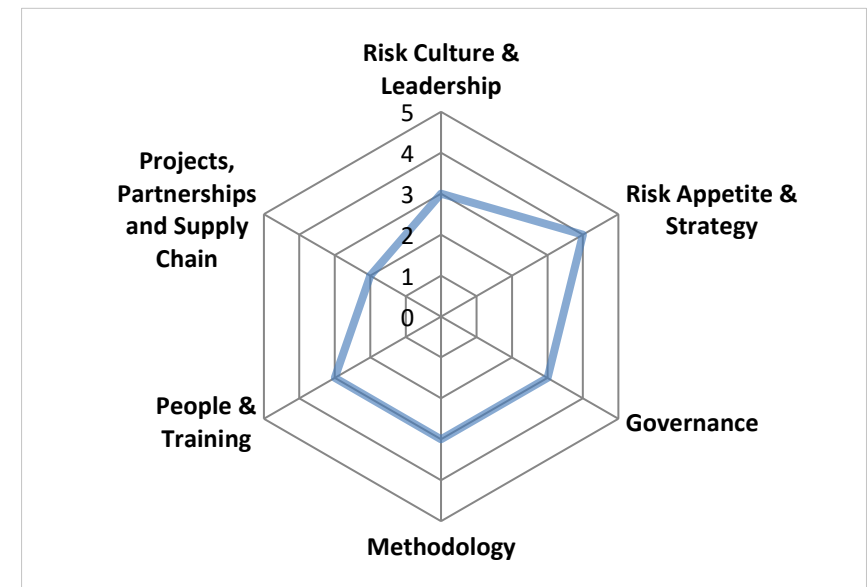 Risk Culture &
Leadership
5
4
3
2
1
0
Projects,
Partnerships
and Supply
Chain
Risk Appetite &
Strategy
People &
Training
Governance
Methodology